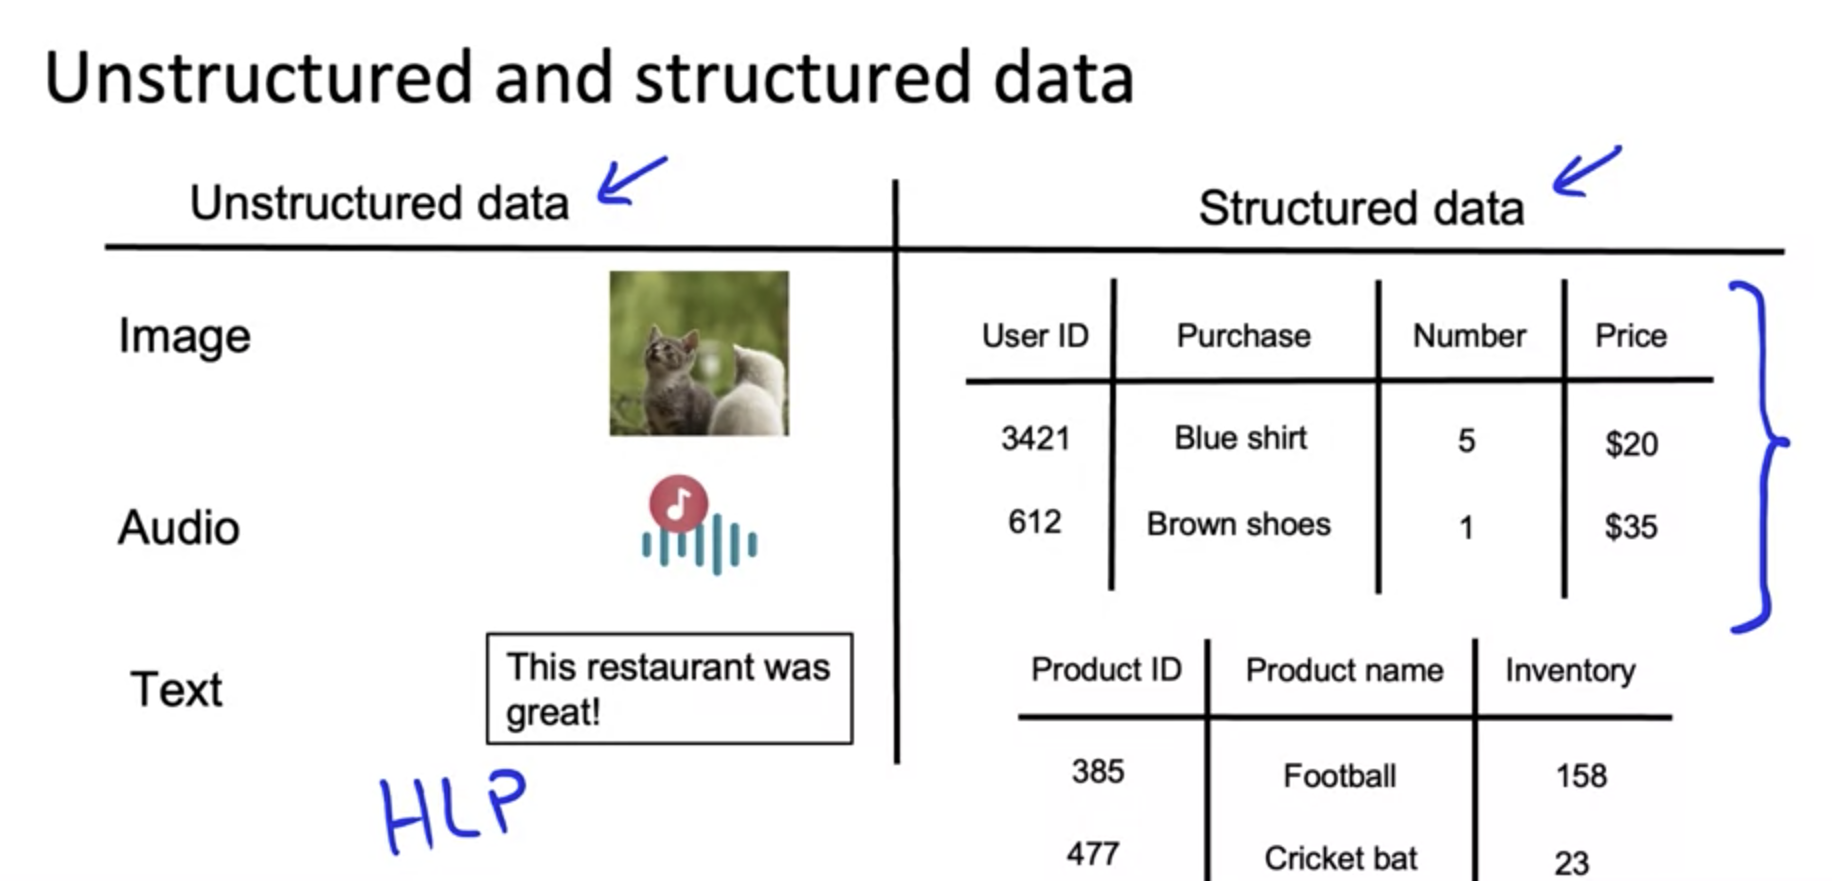 Unstructured and structured data
Unstructured data
Structured data
Image
Audio
Text
This restaurant was
great!
HLP
User ID Purchase Number Price
3421 Blue shirt 5 $20
612 Brown shoes 1 $35
Product ID Product name Inventory
385 Football 158
477 Cricket bat 23